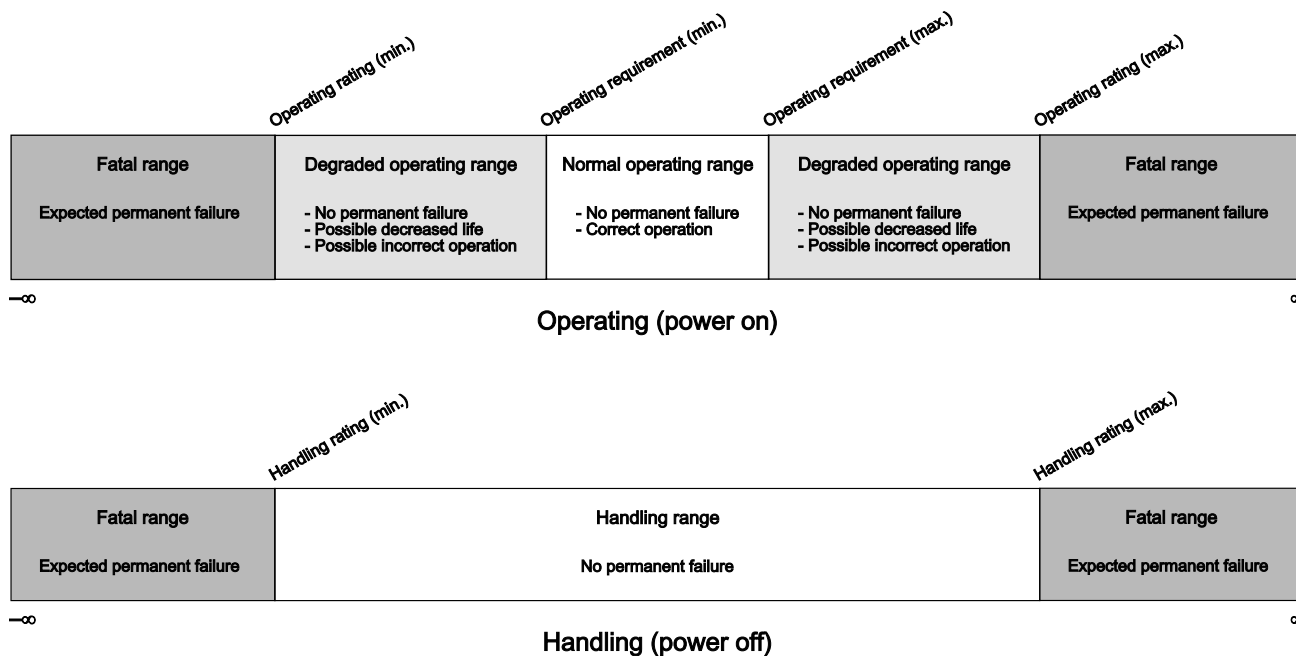 Operating rating (min.)
Operating requirement (min.)
Operating requirement (max.)
Operating rating (max.)
Fatal range
Expected permanent failure
Degraded operating range
- No permanent failure
- Possible decreased life
- Possible incorrect operation
Normal operating range
- No permanent failure
- Correct operation
Degraded operating range
- No permanent failure
- Possible decreased life
- Possible incorrect operation
Fatal range
Expected permanent failure
–∞
Operating (power on)
Handling rating (min.)
Handling rating (max.)
Fatal range
Expected permanent failure
Handling range
No permanent failure
Fatal range
Expected permanent failure
–∞
Handling (power off)